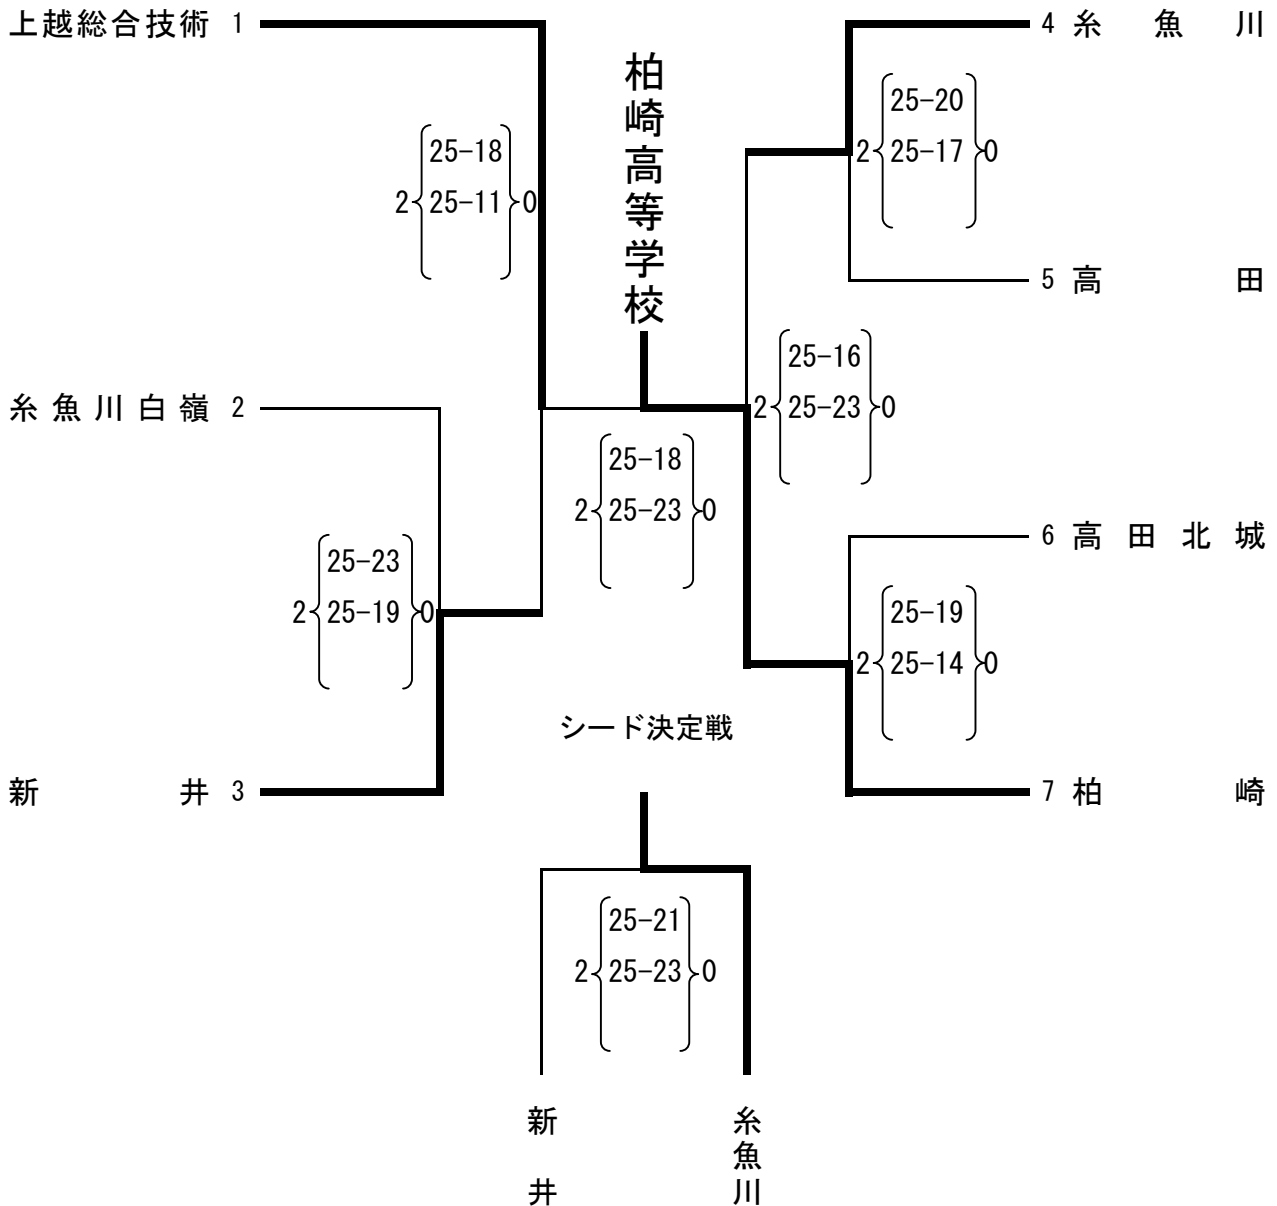 上越総合技術 1
4 糸魚川
柏崎高等学校
25-20
2 25-17 0
25-18
2 25-11 0
5 高田
25-16
2 25-23 0
糸魚川白嶺 2
25-18
2 25-23 0
6 高田北城
25-23
2 25-19 0
25-19
2 25-14 0
シード決定戦
新井 3
7 柏崎
25-21
2 25-23 0
新井
糸魚川